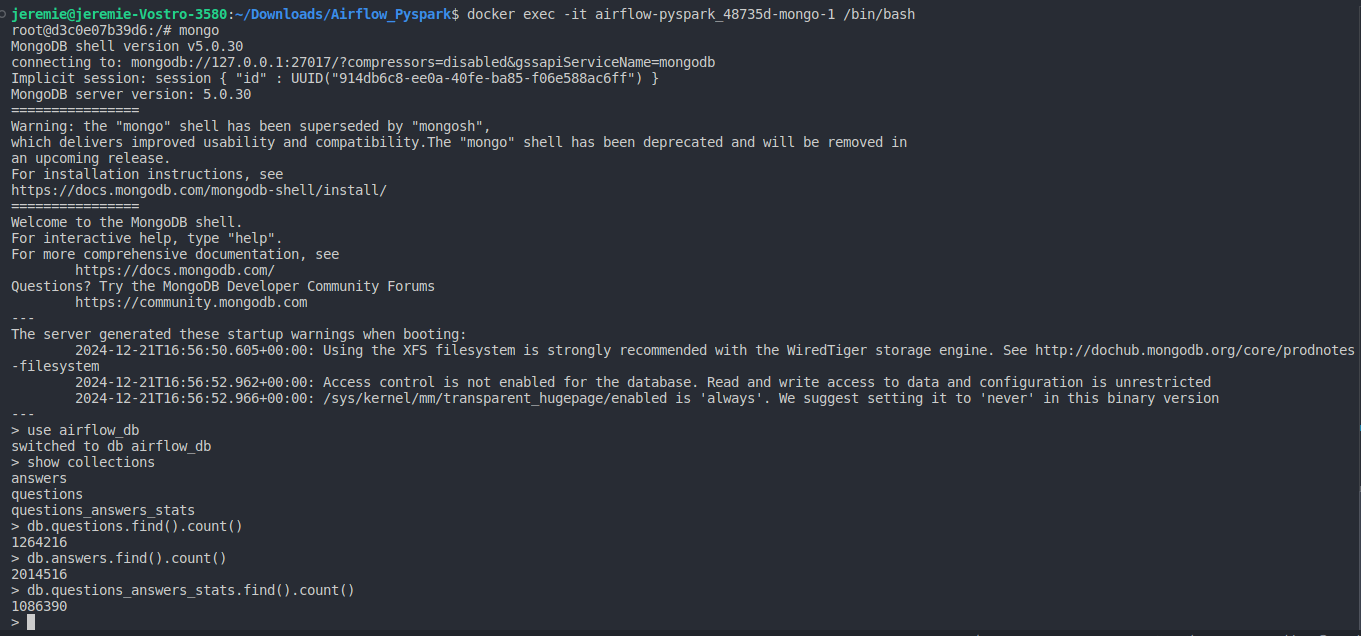 jeremie@jeremie-Vostro-3580:~/Downloads/Airflow_Pyspark$ docker exec -it airflow-pyspark_48735d-mongo-1 /bin/bash
root@d3c0e07b39d6:/# mongo
MongoDB shell version v5.0.30
connecting to: mongodb://127.0.0.1:27017/?compressors=disabled&gssapiServiceName=mongodb
Implicit session: session { "id" : UUID("914db6c8-ee0a-40fe-ba85-f06e588ac6ff") }
MongoDB server version: 5.0.30
================
Warning: the "mongo" shell has been superseded by "mongosh",
which delivers improved usability and compatibility.The "mongo" shell has been deprecated and will be removed in
an upcoming release.
For installation instructions, see
https://docs.mongodb.com/mongodb-shell/install/
================
Welcome to the MongoDB shell.
For interactive help, type "help".
For more comprehensive documentation, see
        https://docs.mongodb.com/
Questions? Try the MongoDB Developer Community Forums
        https://community.mongodb.com
---
The server generated these startup warnings when booting:
        2024-12-21T16:56:50.605+00:00: Using the XFS filesystem is strongly recommended with the WiredTiger storage engine. See http://dochub.mongodb.org/core/prodnotes
-filesystem
        2024-12-21T16:56:52.962+00:00: Access control is not enabled for the database. Read and write access to data and configuration is unrestricted
        2024-12-21T16:56:52.966+00:00: /sys/kernel/mm/transparent_hugepage/enabled is 'always'. We suggest setting it to 'never' in this binary version
---
> use airflow_db
switched to db airflow_db
> show collections
answers
questions
questions_answers_stats
> db.questions.find().count()
1264216
> db.answers.find().count()
2014516
> db.questions_answers_stats.find().count()
1086390
>